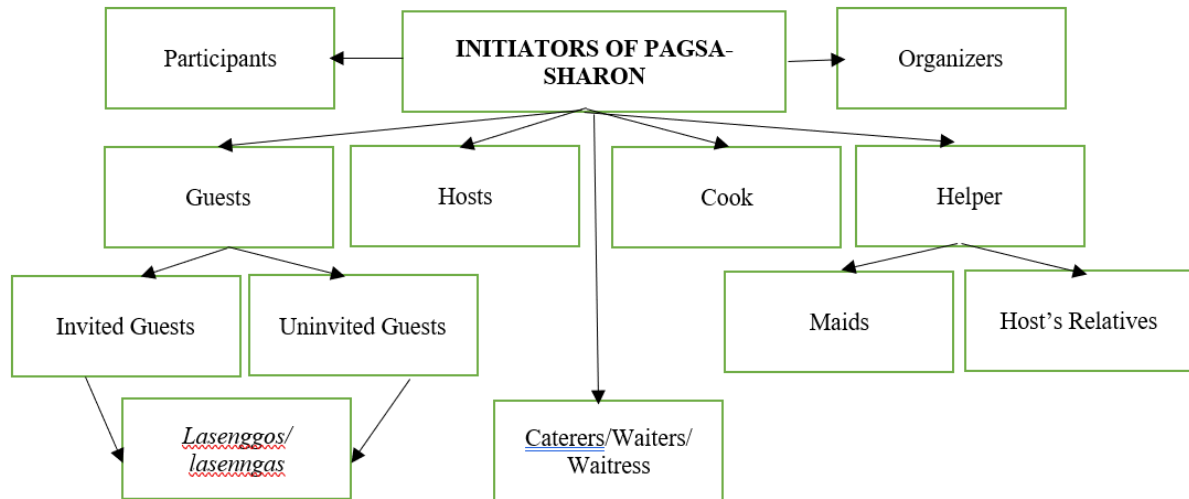 Participants
INITIATORS OF PAGSA-
SHARON
Organizers
Guests
Hosts
Cook
Helper
Invited Guests
Uninvited Guests
Maids
Host’s Relatives
Lasenggos/
lasenngas
Caterers/Waiters/
Waitress